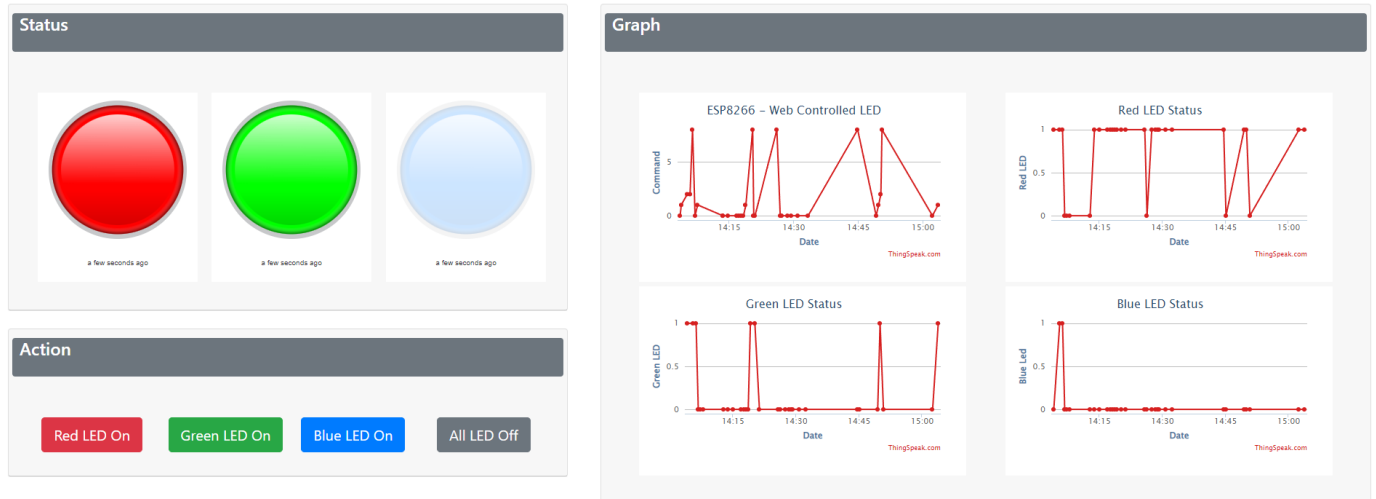 Status
a few seconds ago
a few seconds ago
a few seconds ago
Action
Red LED On
Green LED On
Blue LED On
All LED Off
Graph
ESP8266 – Web Controlled LED
Command
5
0
14:15
14:30
14:45
15:00
Date
ThingSpeak.com
Red LED Status
Red LED
1
0.5
0
14:15
14:30
14:45
15:00
Date
ThingSpeak.com
Green LED Status
Green LED
1
0.5
0
14:15
14:30
14:45
15:00
Date
ThingSpeak.com
Blue LED Status
Blue Led
1
0.5
0
14:15
14:30
14:45
15:00
Date
ThingSpeak.com